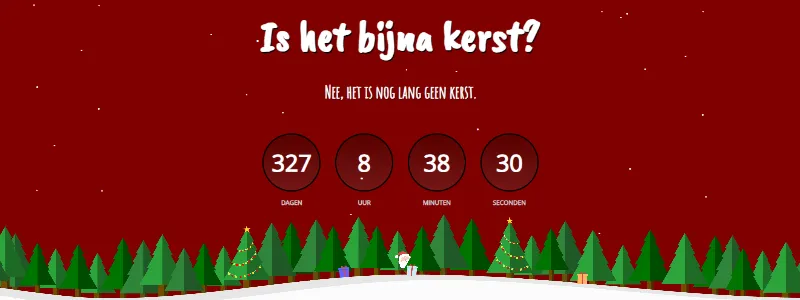 Is het bijna kerst?
Nee, het is nog lang geen kerst.
327 8 38 30
DAGEN UUR MINUTEN SECONDEN